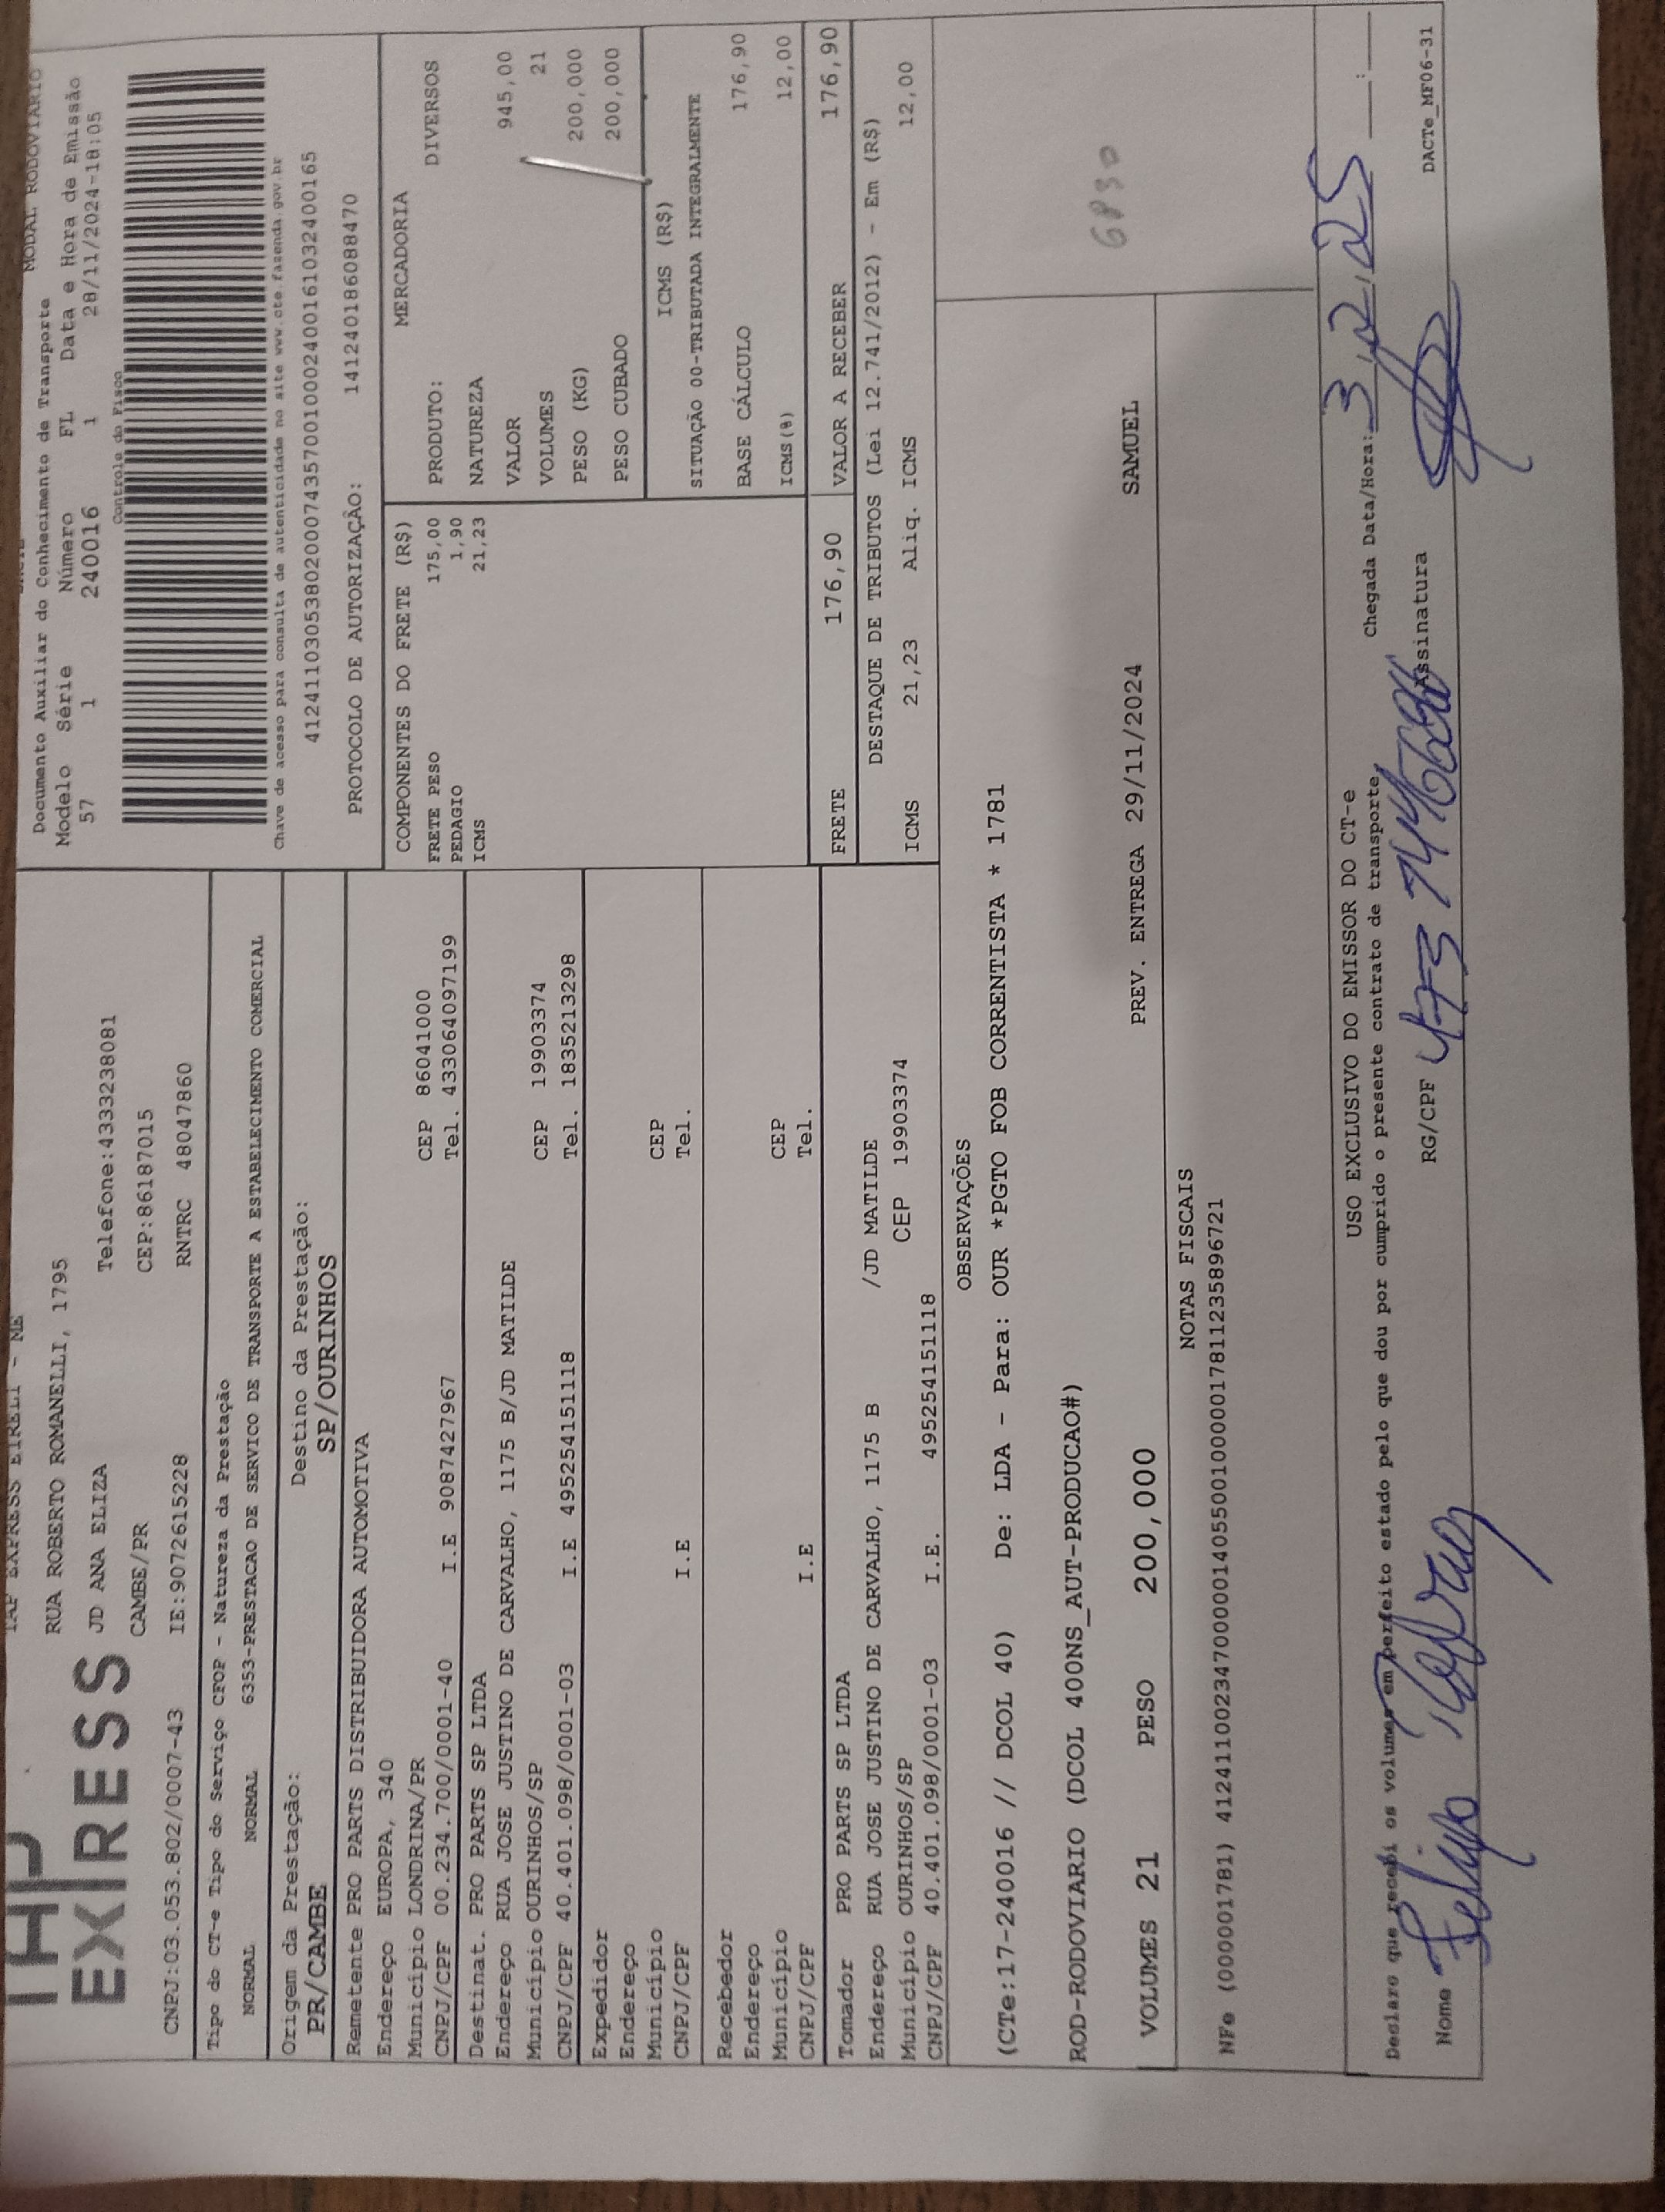 IAP EXPRESS EIRELI - ME
EXPRESS
RUA ROBERTO ROMANELLI, 1795
JD ANA ELIZA
Telefone:4333238081
CAMBE/PR
CEP:86187015
CNPJ:03.053.802/0007-43 IE:9072615228 RNTRC 48047860
MODAL RODOVIÁRIO
Documento Auxiliar do Conhecimento de Transporte
Modelo Série Número FL Data e Hora de Emissão
57 1 240016 1 28/11/2024-18:05
Controle do Fisco
Chave de acesso para consulta de autenticidade no site www.cte.fazenda.gov.br
41241103053802000743570010002400161032400165
PROTOCOLO DE AUTORIZAÇÃO: 141240186088470
Tipo do CT-e Tipo do Serviço CFOP - Natureza da Prestação
NORMAL NORMAL 6353-PRESTACAO DE SERVICO DE TRANSPORTE A ESTABELECIMENTO COMERCIAL
Origem da Prestação: Destino da Prestação:
PR/CAMBE SP/OURINHOS
Remetente PRO PARTS DISTRIBUIDORA AUTOMOTIVA
Endereço EUROPA, 340
Município LONDRINA/PR CEP 86041000
CNPJ/CPF 00.234.700/0001-40 I.E 9087427967 Tel. 433064097199
Destinat. PRO PARTS SP LTDA
Endereço RUA JOSE JUSTINO DE CARVALHO, 1175 B/JD MATILDE
Município OURINHOS/SP CEP 19903374
CNPJ/CPF 40.401.098/0001-03 I.E 495254151118 Tel. 1835213298
Expedidor
Endereço
Município CEP
CNPJ/CPF I.E Tel.
Recebedor
Endereço
Município CEP
CNPJ/CPF I.E Tel.
Tomador PRO PARTS SP LTDA
Endereço RUA JOSE JUSTINO DE CARVALHO, 1175 B /JD MATILDE
Município OURINHOS/SP CEP 19903374
CNPJ/CPF 40.401.098/0001-03 I.E. 495254151118
COMPONENTES DO FRETE (R$)
FRETE PESO 175,00
PEDAGIO 1,90
ICMS 21,23
MERCADORIA
PRODUTO: DIVERSOS
NATUREZA
VALOR 945,00
VOLUMES 21
PESO (KG) 200,000
PESO CUBADO 200,000
ICMS (R$)
SITUAÇÃO 00-TRIBUTADA INTEGRALMENTE
BASE CÁLCULO 176,90
ICMS(%) 12,00
FRETE 176,90 VALOR A RECEBER 176,90
DESTAQUE DE TRIBUTOS (Lei 12.741/2012) - Em (R$)
ICMS 21,23 Aliq. ICMS 12,00
OBSERVAÇÕES
(CTe:17-240016 // DCOL 40) De: LDA - Para: OUR *PGTO FOB CORRENTISTA * 1781
ROD-RODOVIARIO (DCOL 400NS_AUT-PRODUCAO#)
VOLUMES 21 PESO 200,000 PREV. ENTREGA 29/11/2024 SAMUEL
NOTAS FISCAIS
NFe (00001781) 41241100234700000140550010000017811235896721
USO EXCLUSIVO DO EMISSOR DO CT-e
Declaro que recebi os volumes em perfeito estado pelo que dou por cumprido o presente contrato de transporte,
Chegada Data/Hora: 3,12,25 ___:___
Nome Felipe RG/CPF Assinatura
DACTe_MF06-31